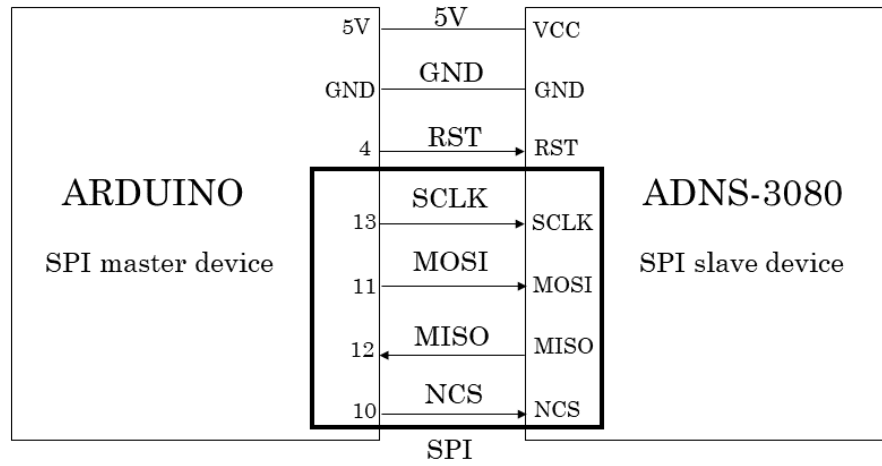 5V 5V VCC
GND GND GND
4 RST RST
ARDUINO ADNS-3080
SCLK
13 SCLK
SPI master device SPI slave device
MOSI
11 MOSI
MISO
12 MISO
NCS
10 NCS
SPI